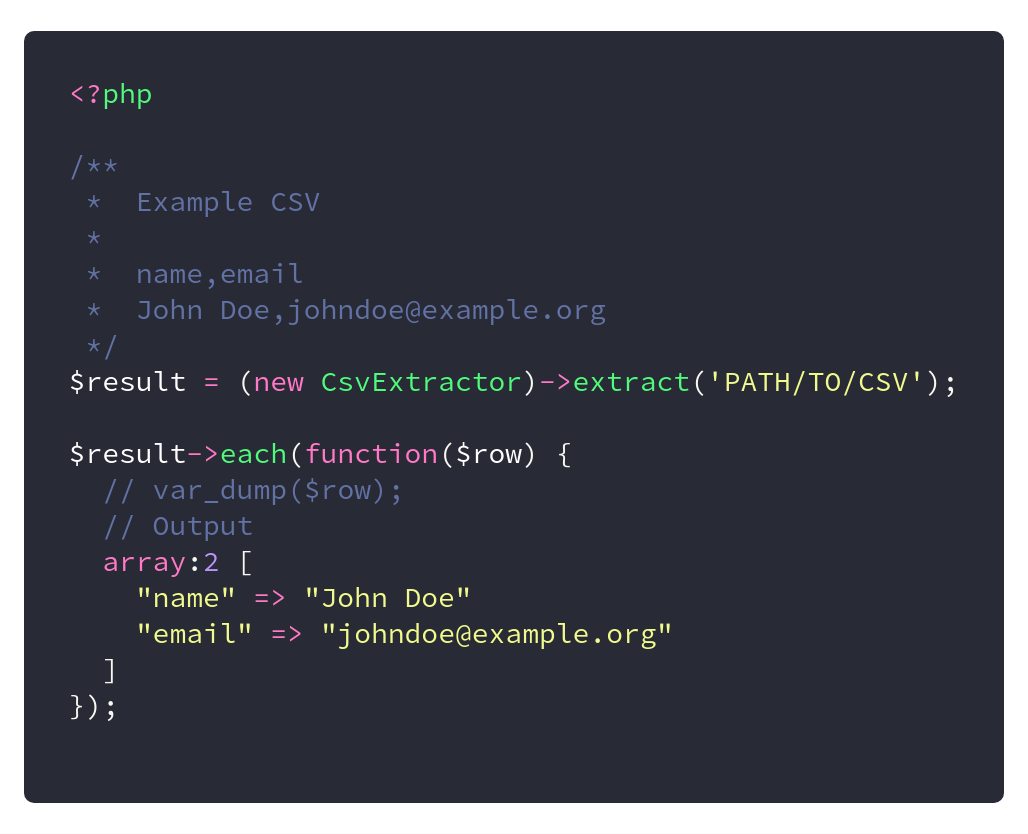 <?php
/**
 *  Example CSV
 *
 *  name,email
 *  John Doe,johndoe@example.org
 */
$result = (new CsvExtractor)->extract('PATH/TO/CSV');
$result->each(function($row) {
  // var_dump($row);
  // Output
  array:2 [
    "name" => "John Doe"
    "email" => "johndoe@example.org"
  ]
});